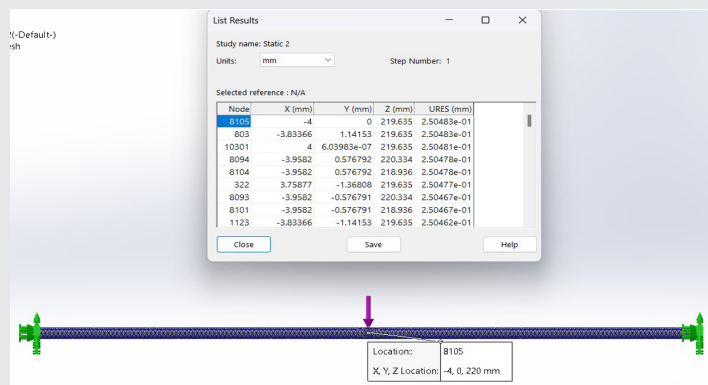 List Results
?(-Default-)
esh
Study name: Static 2
Units: mm Step Number: 1
Selected reference : N/A
Node X (mm) Y (mm) Z (mm) URES (mm)
8105 -4 0 219.635 2.50483e-01
803 -3.83366 1.14153 219.635 2.50483e-01
10301 4 6.03983e-07 219.635 2.50481e-01
8094 -3.9582 0.576792 220.334 2.50478e-01
8104 -3.9582 0.576792 218.936 2.50478e-01
322 3.75877 -1.36808 219.635 2.50477e-01
8093 -3.9582 -0.576791 220.334 2.50467e-01
8101 -3.9582 -0.576791 218.936 2.50467e-01
1123 -3.83366 -1.14153 219.635 2.50462e-01
Close Save Help
Location: 8105
X, Y, Z Location: -4, 0, 220 mm